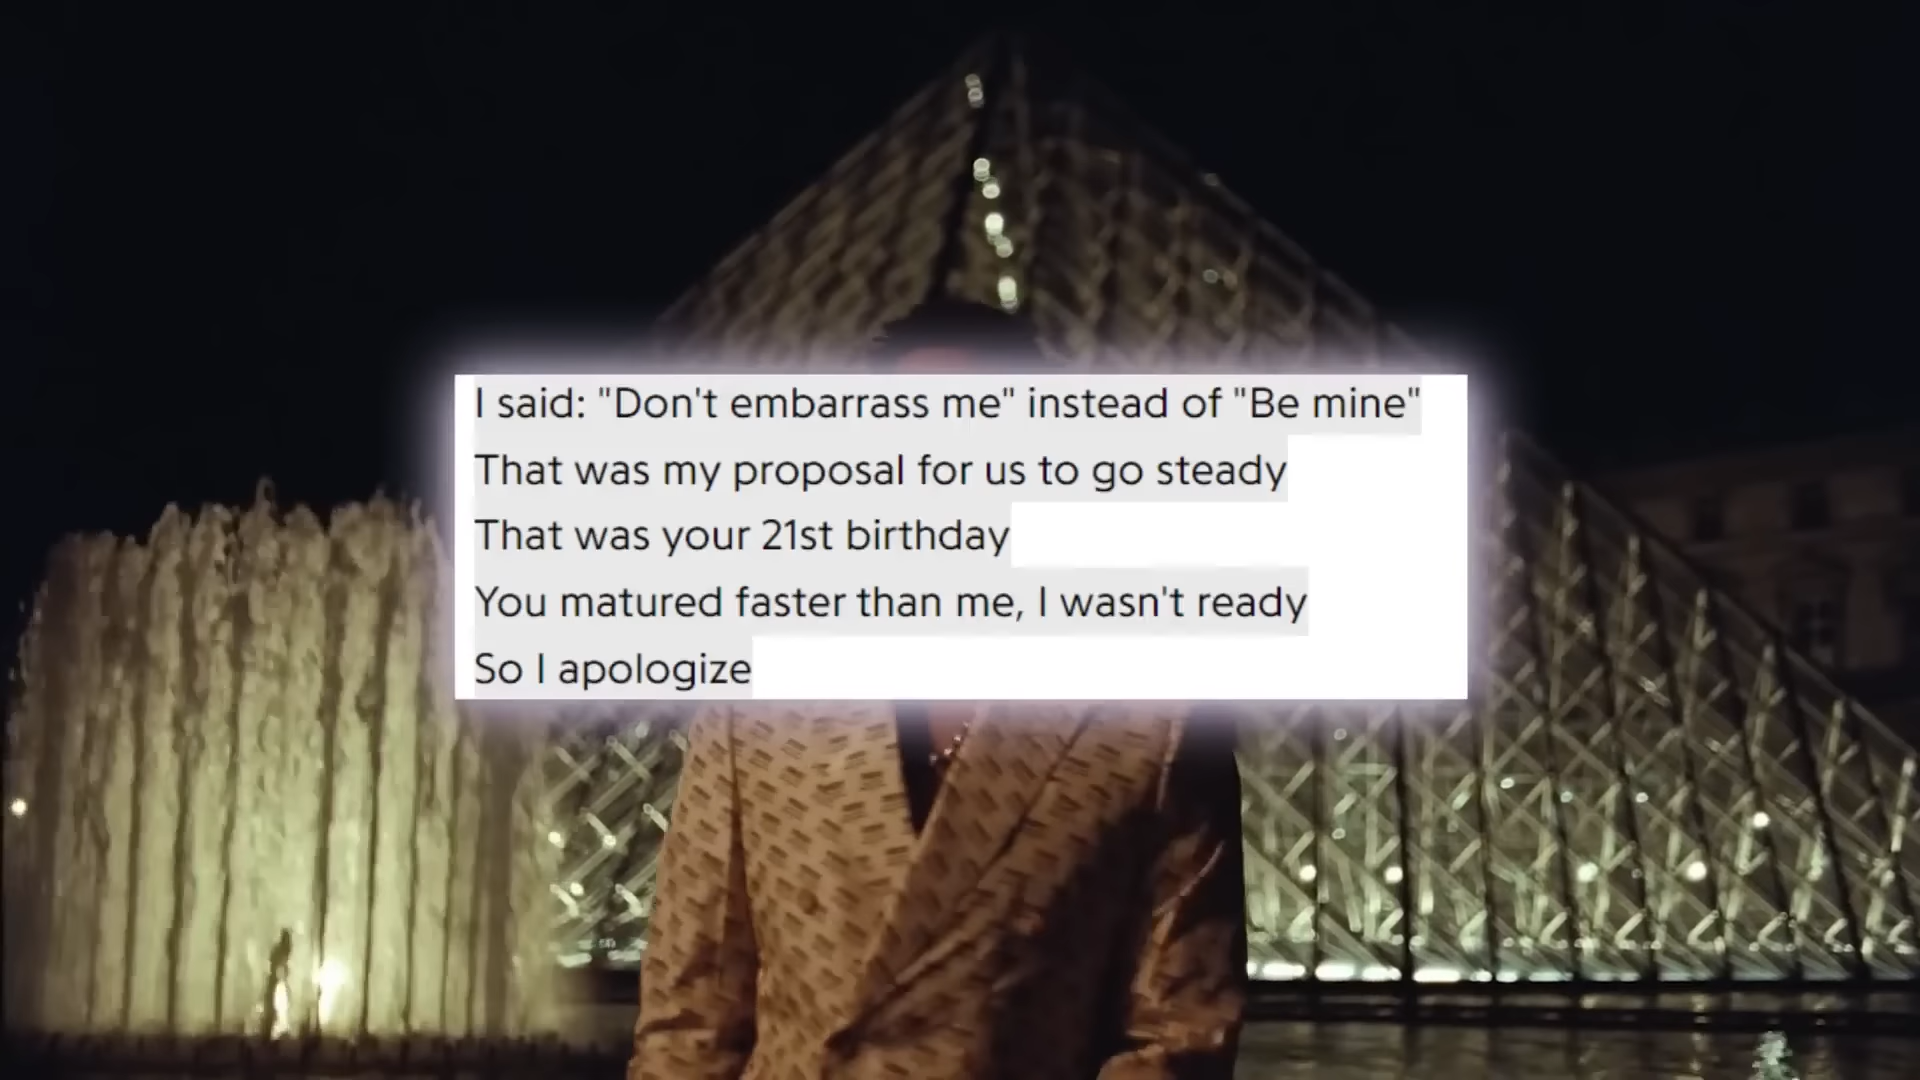 I said: "Don't embarrass me" instead of "Be mine"
That was my proposal for us to go steady
That was your 21st birthday
You matured faster than me, I wasn't ready
So I apologize